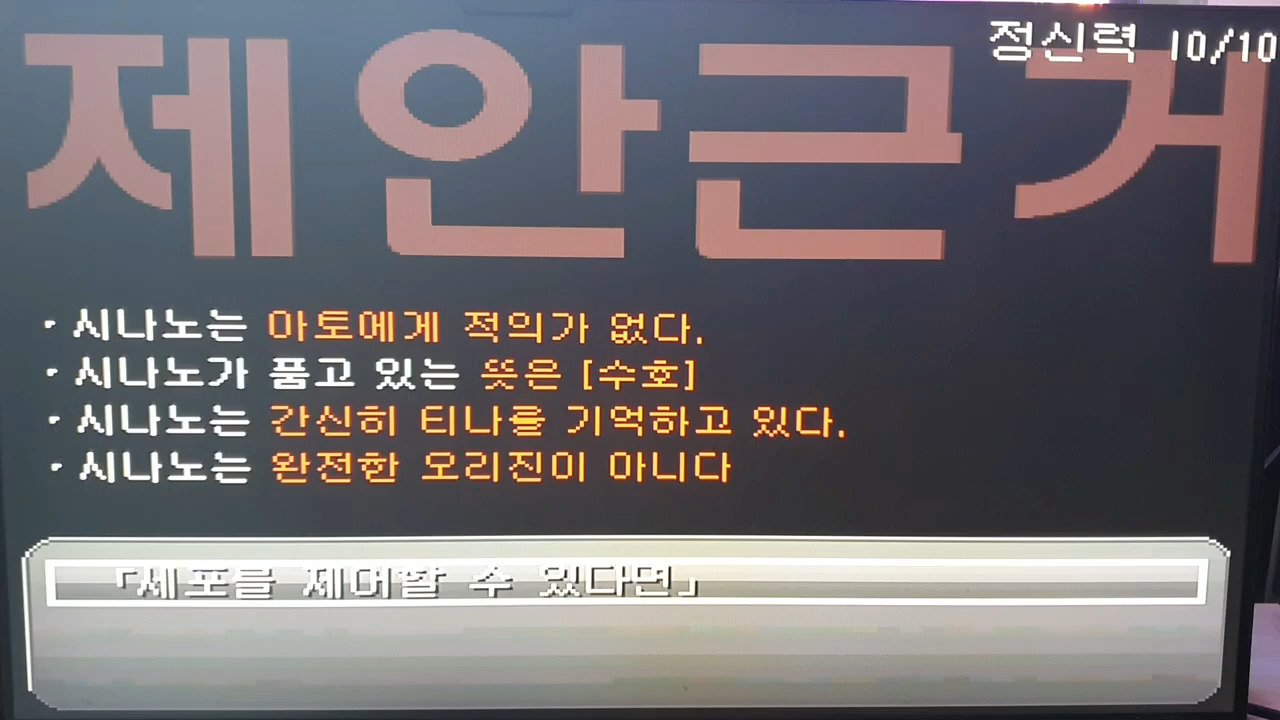 정신력 10/10
제안근거
· 시나노는 아토에게 적의가 없다.
· 시나노가 품고 있는 뜻은 [수호]
· 시나노는 간신히 티나를 기억하고 있다.
· 시나노는 완전한 오리진이 아니다
「세포를 제어할 수 있다면」